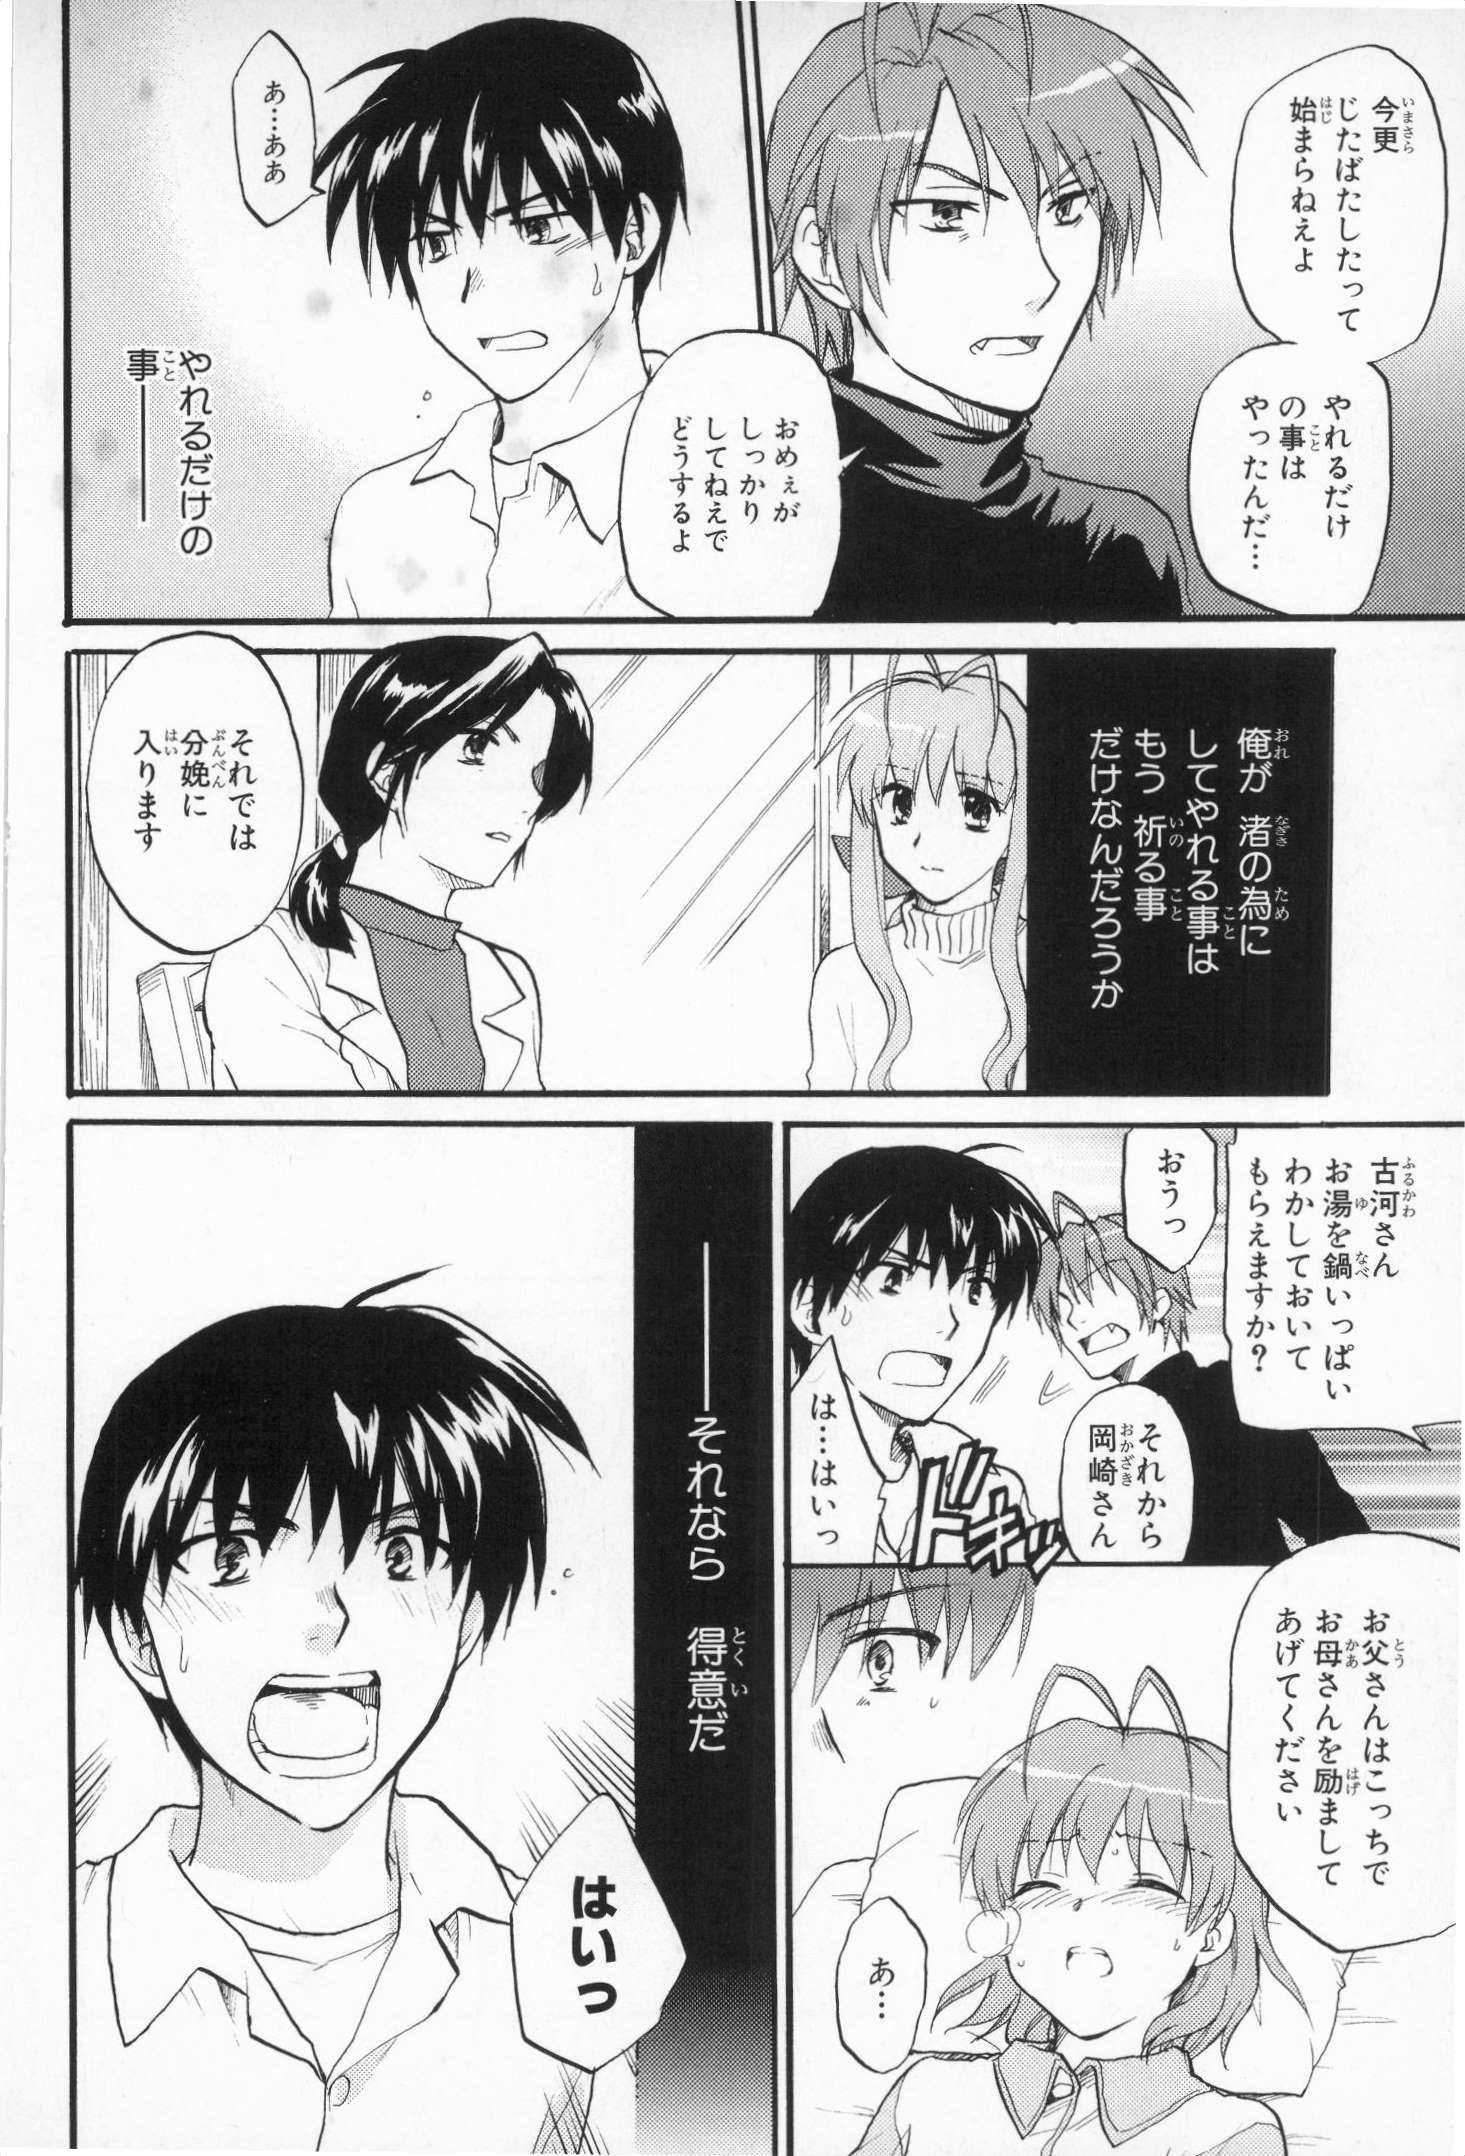 今更
じたばたしたって
始まらねえよ
やれるだけ
の事は
やったんだ…
おめぇが
しっかり
してねえで
どうするよ
あ…ああ
やれるだけの
事――
俺が 渚の為に
してやれる事は
もう 祈る事
だけなんだろうか
それでは
分娩に
入ります
古河さん
お湯を鍋いっぱい
わかしておいて
もらえますか？
おうっ
それから
岡崎さん
は…はいっ
ドキッ
お父さんはこっちで
お母さんを励まして
あげてください
あ…
――それなら 得意だ
はいっ